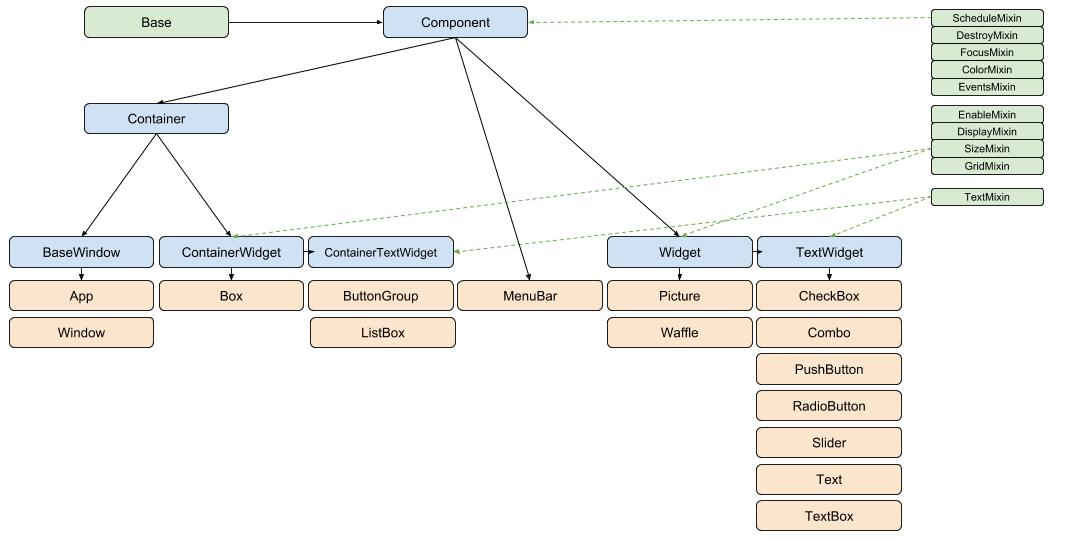 Base
Component
ScheduleMixin
DestroyMixin
FocusMixin
ColorMixin
EventsMixin
Container
EnableMixin
DisplayMixin
SizeMixin
GridMixin
TextMixin
BaseWindow
ContainerWidget
ContainerTextWidget
Widget
TextWidget
App
Box
ButtonGroup
MenuBar
Picture
CheckBox
Window
ListBox
Waffle
Combo
PushButton
RadioButton
Slider
Text
TextBox